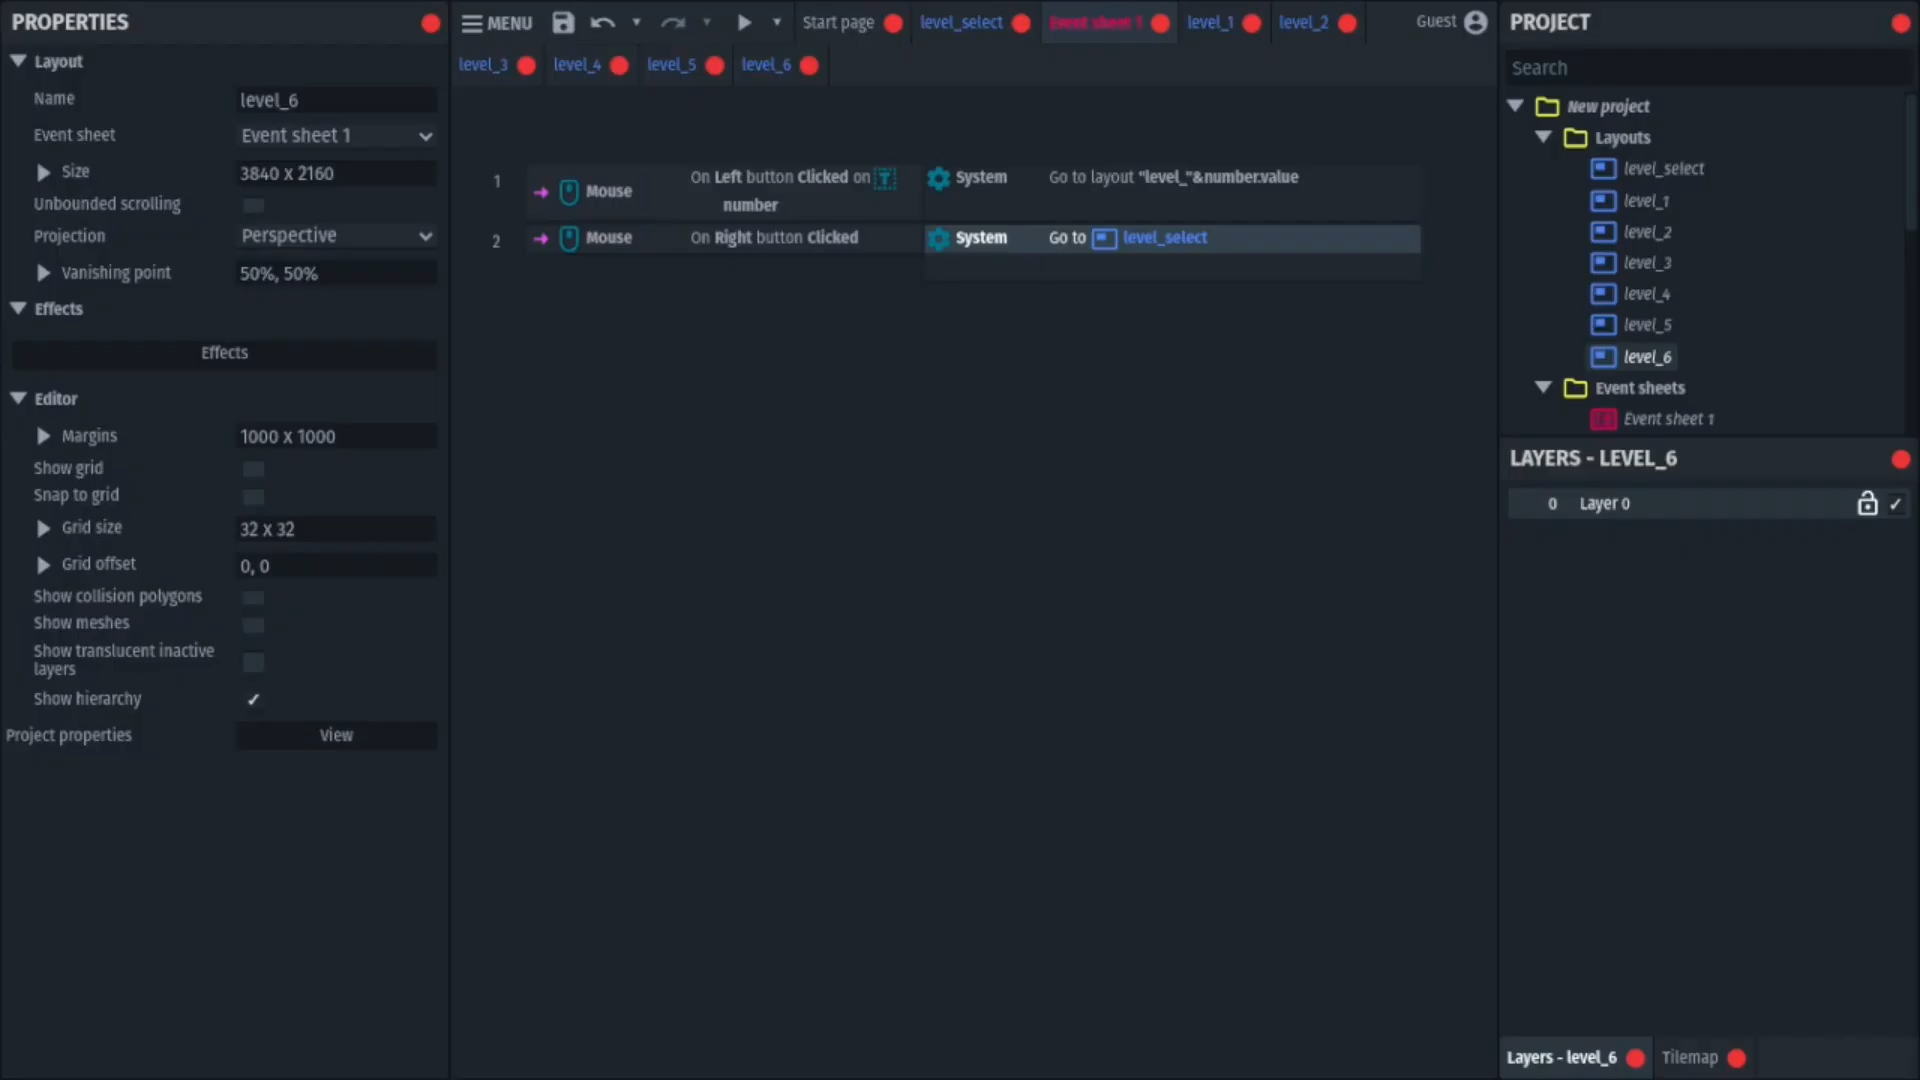 PROPERTIES
Layout
Name level_6
Event sheet Event sheet 1
Size 3840 x 2160
Unbounded scrolling
Projection Perspective
Vanishing point 50%, 50%
Effects
Effects
Editor
Margins 1000 x 1000
Show grid
Snap to grid
Grid size 32 x 32
Grid offset 0, 0
Show collision polygons
Show meshes
Show translucent inactive
layers
Show hierarchy
Project properties View
MENU Start page level_select Event sheet 1 level_1 level_2 Guest
level_3 level_4 level_5 level_6
1 Mouse On Left button Clicked on T
number
System Go to layout "level_"&number.value
2 Mouse On Right button Clicked System Go to level_select
PROJECT
Search
New project
Layouts
level_select
level_1
level_2
level_3
level_4
level_5
level_6
Event sheets
Event sheet 1
LAYERS - LEVEL_6
0 Layer 0
Layers - level_6 Tilemap